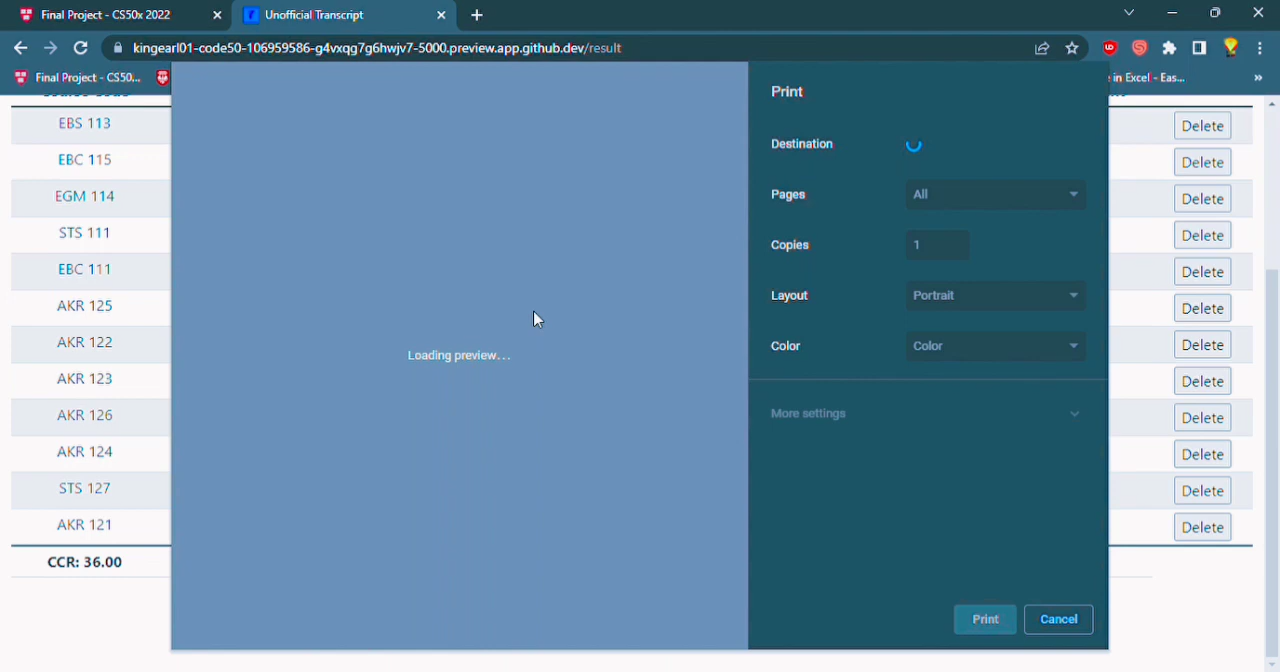 Final Project - CS50x 2022
Unofficial Transcript
kingearl01-code50-106959586-g4vxqg7g6hwjv7-5000.preview.app.github.dev/result
Final Project - CS50...
in Excel - Eas...
Print
Destination
Pages All
Copies 1
Layout Portrait
Color Color
More settings
Loading preview...
Print Cancel
EBS 113 Delete
EBC 115 Delete
EGM 114 Delete
STS 111 Delete
EBC 111 Delete
AKR 125 Delete
AKR 122 Delete
AKR 123 Delete
AKR 126 Delete
AKR 124 Delete
STS 127 Delete
AKR 121 Delete
CCR: 36.00